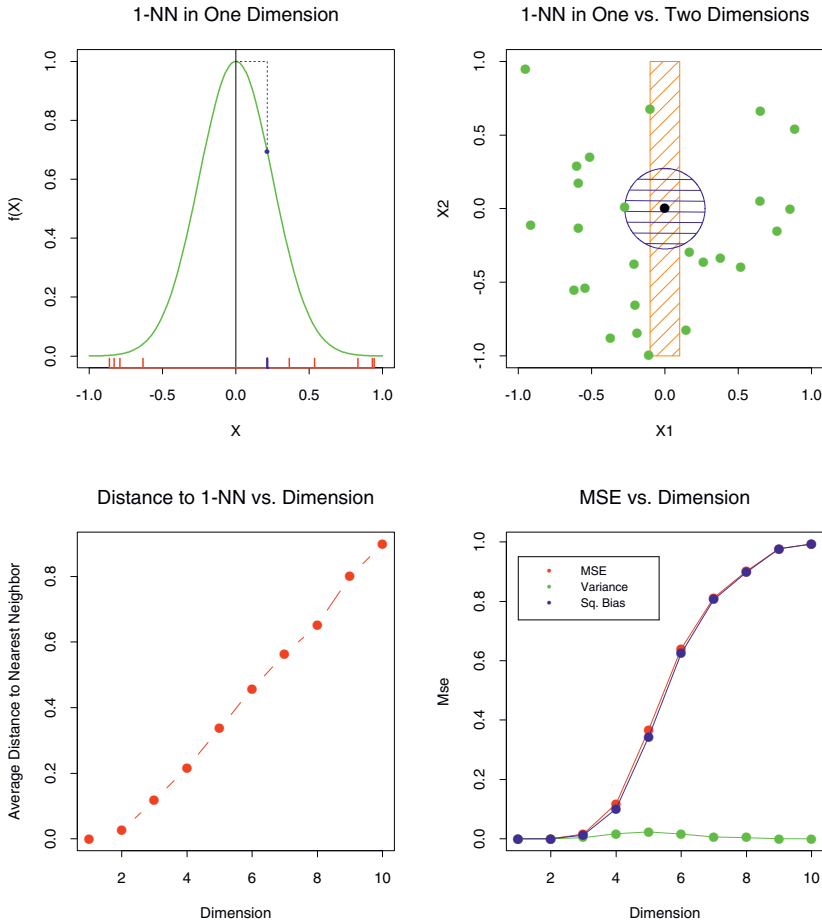 1-NN in One Dimension
f(X)
1.0
0.8
0.6
0.4
0.2
0.0
-1.0 -0.5 0.0 0.5 1.0
X
1-NN in One vs. Two Dimensions
X2
1.0
0.5
0.0
-0.5
-1.0
-1.0 -0.5 0.0 0.5 1.0
X1
Distance to 1-NN vs. Dimension
Average Distance to Nearest Neighbor
0.8
0.6
0.4
0.2
0.0
2 4 6 8 10
Dimension
MSE vs. Dimension
Mse
1.0
0.8
0.6
0.4
0.2
0.0
MSE
Variance
Sq. Bias
2 4 6 8 10
Dimension